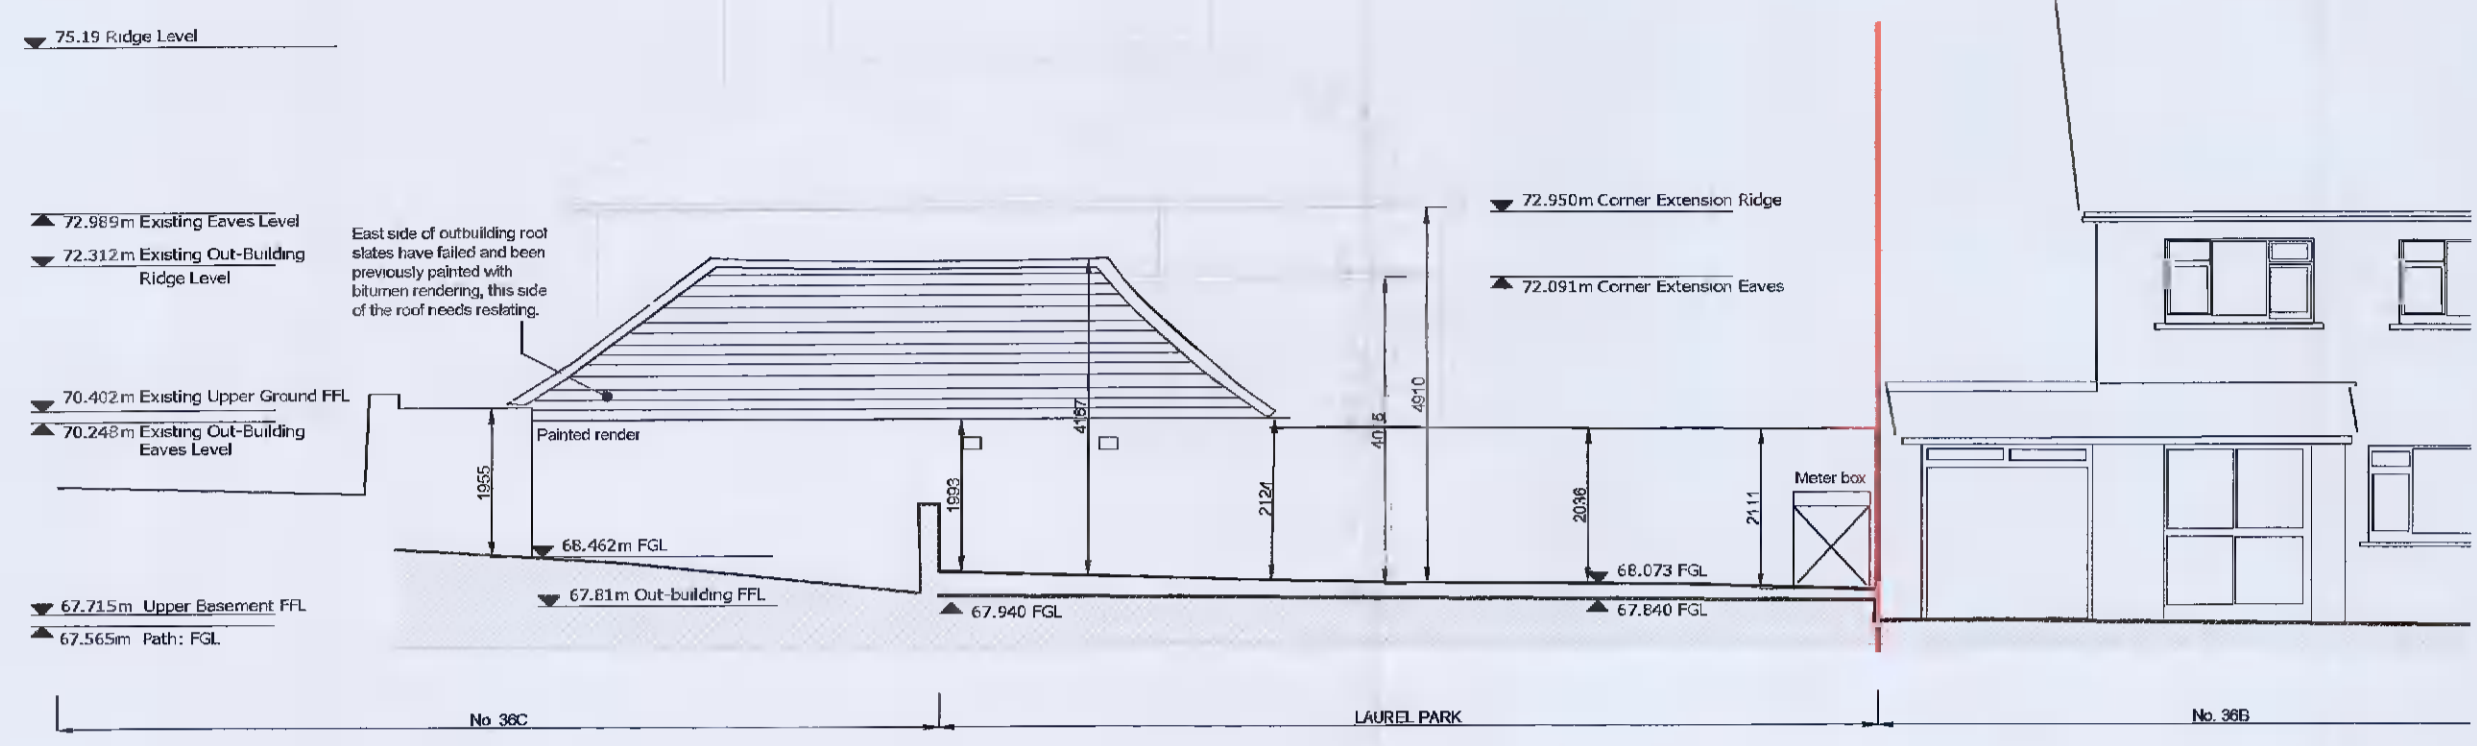 75.19 Ridge Level
72.989m Existing Eaves Level
72.312m Existing Out-Building
Ridge Level
East side of outbuilding roof
slates have failed and been
previously painted with
bitumen rendering, this side
of the roof needs reslating.
72.950m Corner Extension Ridge
72.091m Corner Extension Eaves
70.402m Existing Upper Ground FFL
70.248m Existing Out-Building
Eaves Level
Painted render
1955
1993
4167
2121
4910
2036
2111
Meter box
68.462m FGL
67.81m Out-building FFL
68.073 FGL
67.940 FGL
67.840 FGL
67.715m Upper Basement FFL
67.565m Path: FGL
No 36C
LAUREL PARK
No. 36B